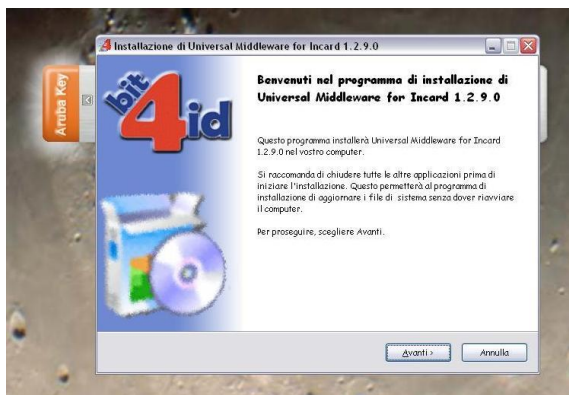 Installazione di Universal Middleware for Incard 1.2.9.0
Aruba Key
bit
4id
Benvenuti nel programma di installazione di
Universal Middleware for Incard 1.2.9.0
Questo programma installerà Universal Middleware for Incard
1.2.9.0 nel vostro computer.
Si raccomanda di chiudere tutte le altre applicazioni prima di
iniziare l'installazione. Questo permetterà al programma di
installazione di aggiornare i file di sistema senza dover riavviare
il computer.
Per proseguire, scegliere Avanti.
Avanti >
Annulla